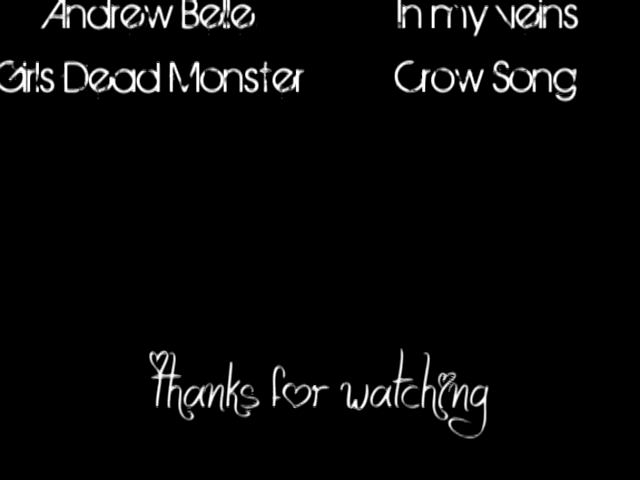 Andrew Belle In my veins
Girls Dead Monster Crow Song
thanks for watching